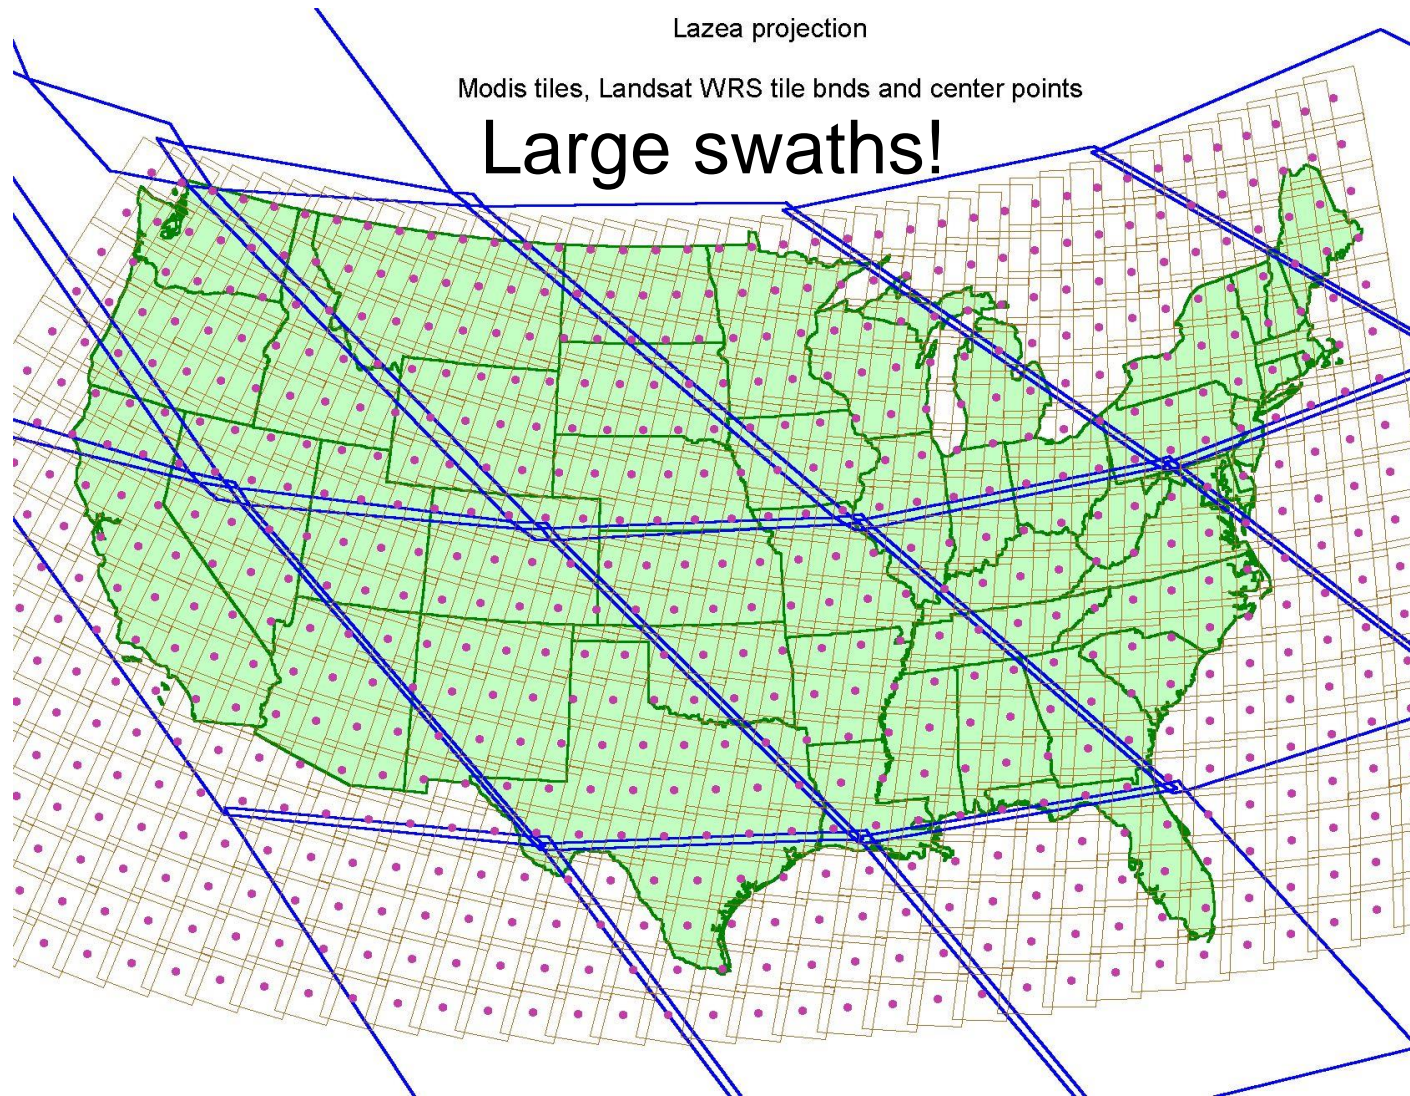 Lazea projection
Modis tiles, Landsat WRS tile bnds and center points
Large swaths!